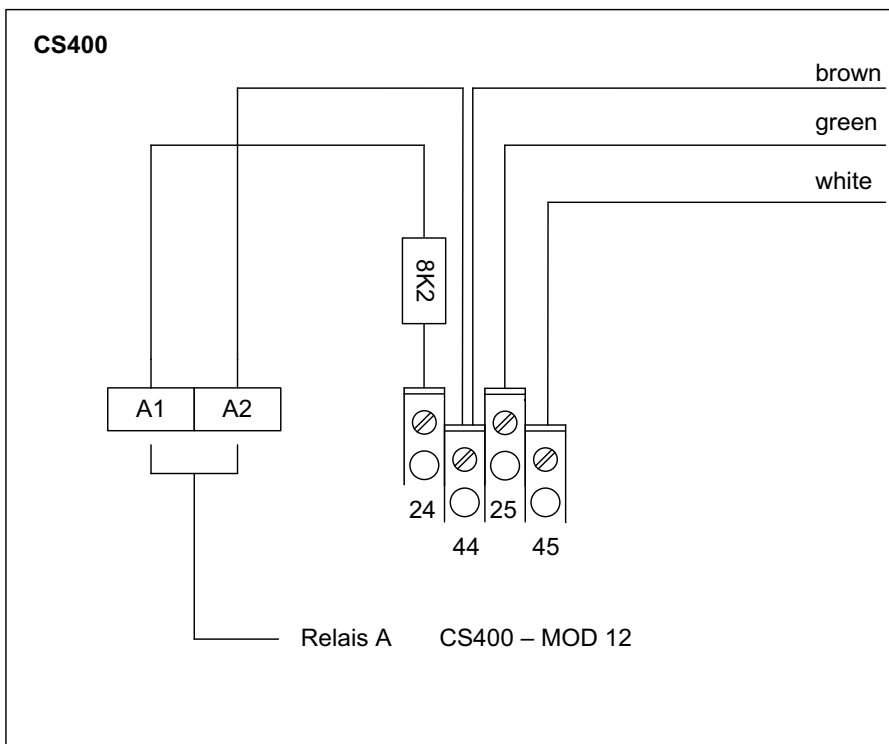 CS400
brown
green
white
8K2
A1 A2
24 25
44 45
Relais A CS400 – MOD 12